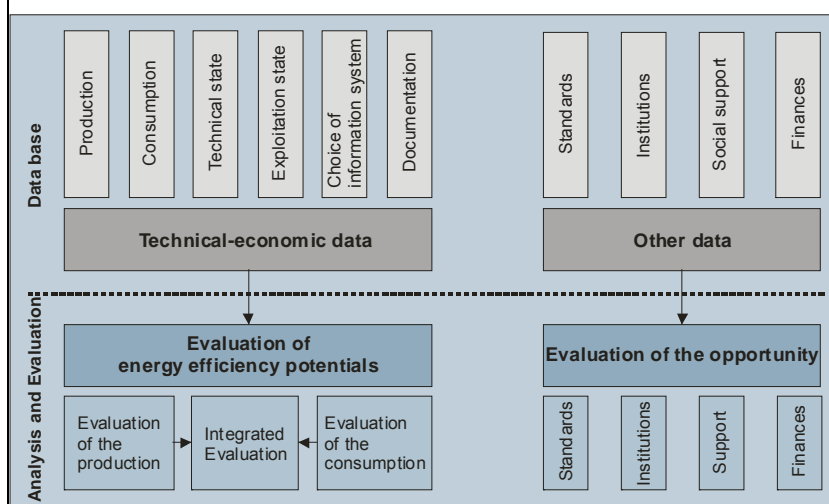 Data base
Production
Consumption
Technical state
Exploitation state
Choice of
information system
Documentation
Standards
Institutions
Social support
Finances
Technical-economic data
Other data
Analysis and Evaluation
Evaluation of
energy efficiency potentials
Evaluation of the opportunity
Evaluation
of the
production
Integrated
Evaluation
Evaluation
of the
consumption
Standards
Institutions
Support
Finances